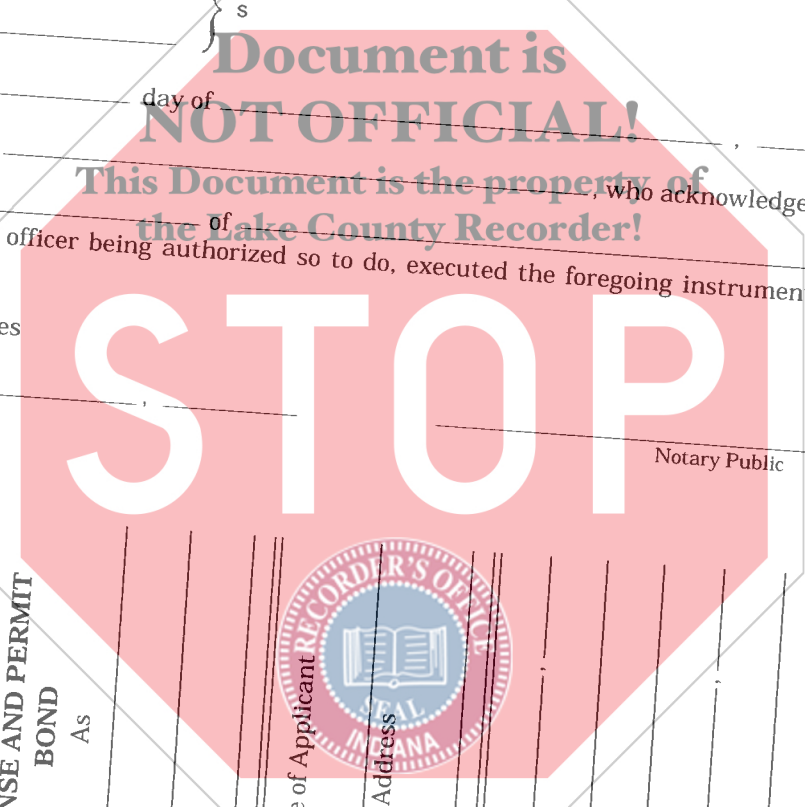 s
Document is
day of ,
NOT OFFICIAL!
This Document is the property of
, who acknowledge
of
the Lake County Recorder!
officer being authorized so to do, executed the foregoing instrumen
es
STOP
,
Notary Public
NSE AND PERMIT
BOND
As
e of Applicant
Address
,
,
RECORDER'S OFFICE
SEAL
INDIANA